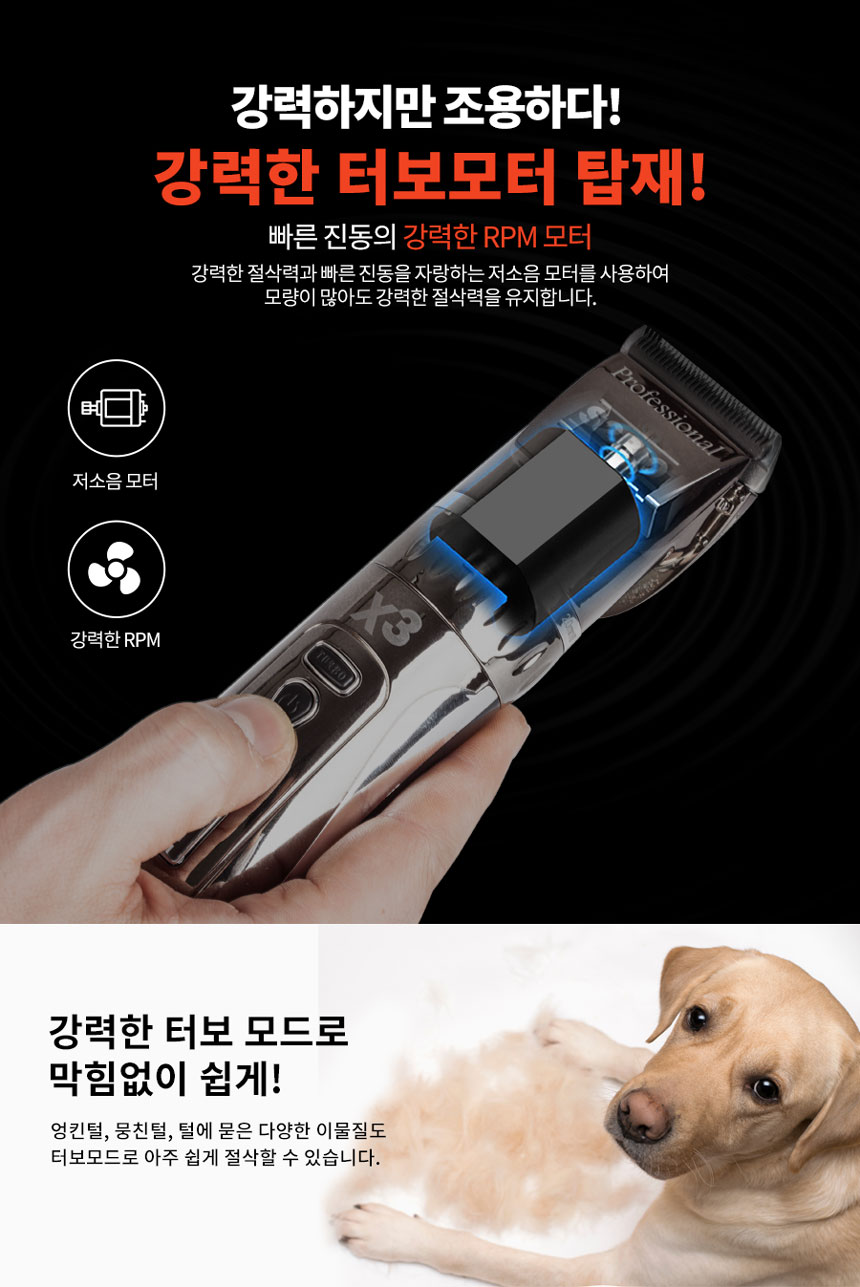 강력하지만 조용하다!
강력한 터보모터 탑재!
빠른 진동의 강력한 RPM 모터
강력한 절삭력과 빠른 진동을 자랑하는 저소음 모터를 사용하여
모량이 많아도 강력한 절삭력을 유지합니다.
Professional
저소음 모터
강력한 RPM
X3
TURBO
강력한 터보 모드로
막힘없이 쉽게!
엉킨털, 뭉친털, 털에 묻은 다양한 이물질도
터보모드로 아주 쉽게 절삭할 수 있습니다.